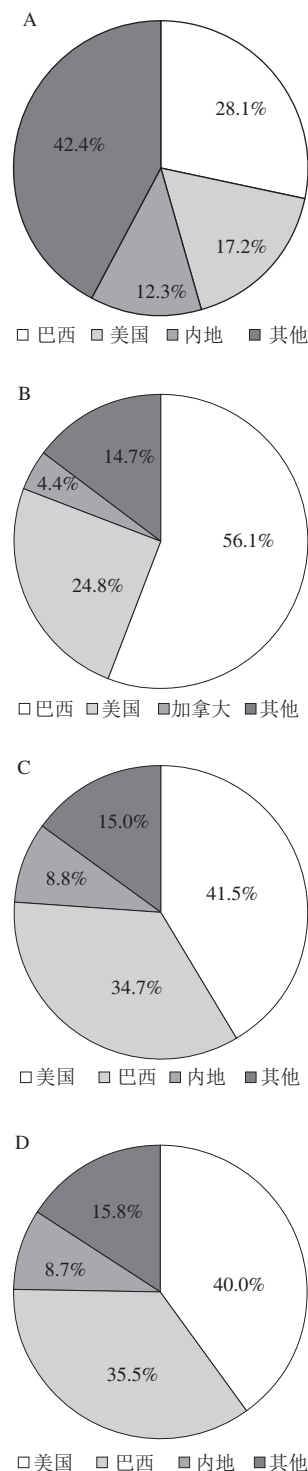 A
28.1%
42.4%
17.2%
12.3%
□巴西 ■美国 ■内地 ■其他
B
14.7%
4.4%
56.1%
24.8%
□巴西 ■美国 ■加拿大 ■其他
C
15.0%
8.8%
41.5%
34.7%
□美国 ■巴西 ■内地 ■其他
D
15.8%
8.7%
40.0%
35.5%
□美国 ■巴西 ■内地 ■其他